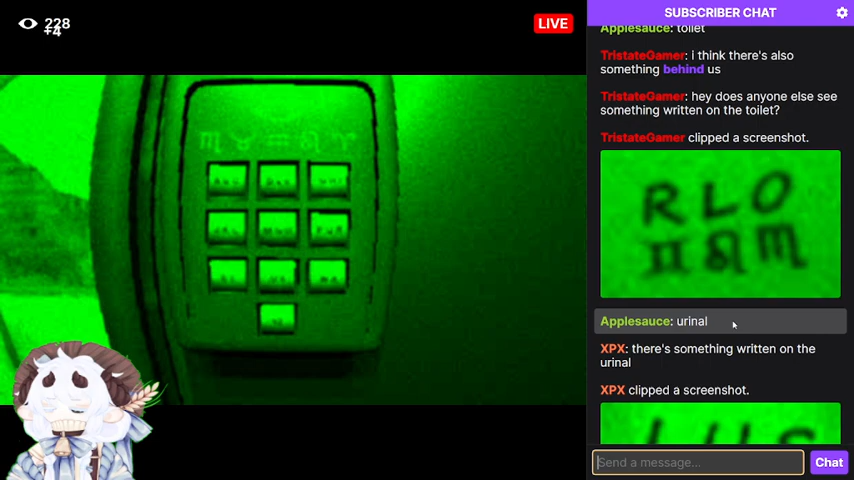 228
+4
LIVE
♏♉♒♌♈
SUBSCRIBER CHAT
Applesauce: toilet
TristateGamer: i think there's also
something behind us
TristateGamer: hey does anyone else see
something written on the toilet?
TristateGamer clipped a screenshot.
RLO
♊♌♏
Applesauce: urinal
XPX: there's something written on the
urinal
XPX clipped a screenshot.
Send a message...
Chat